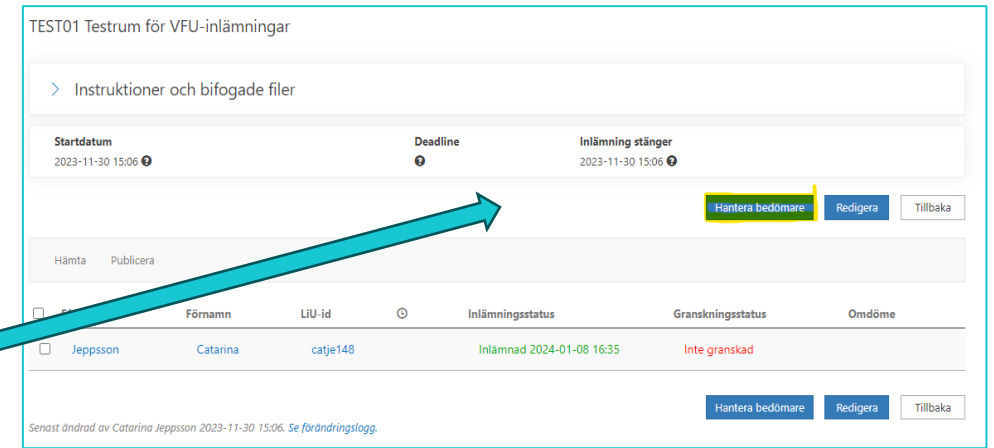 TEST01 Testrum för VFU-inlämningar
Instruktioner och bifogade filer
Startdatum Deadline Inlämning stänger
2023-11-30 15:06 2023-11-30 15:06
Hantera bedömare Redigera Tillbaka
Hämta Publicera
Förnamn LiU-id Inlämningsstatus Granskningsstatus Omdöme
Jeppsson Catarina catje148 Inlämnad 2024-01-08 16:35 Inte granskad
Hantera bedömare Redigera Tillbaka
Senast ändrad av Catarina Jeppsson 2023-11-30 15:06. Se förändringslogg.